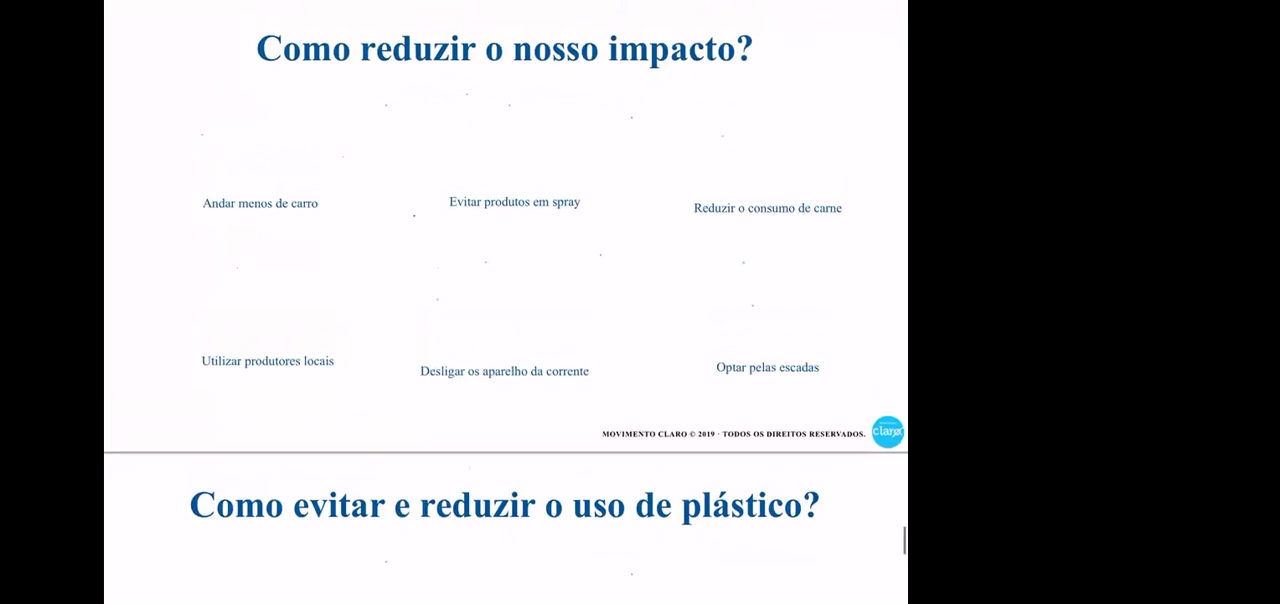 Como reduzir o nosso impacto?
Andar menos de carro
Evitar produtos em spray
Reduzir o consumo de carne
Utilizar produtores locais
Desligar os aparelho da corrente
Optar pelas escadas
MOVIMENTO CLARO © 2019 · TODOS OS DIREITOS RESERVADOS.
claro
Como evitar e reduzir o uso de plástico?